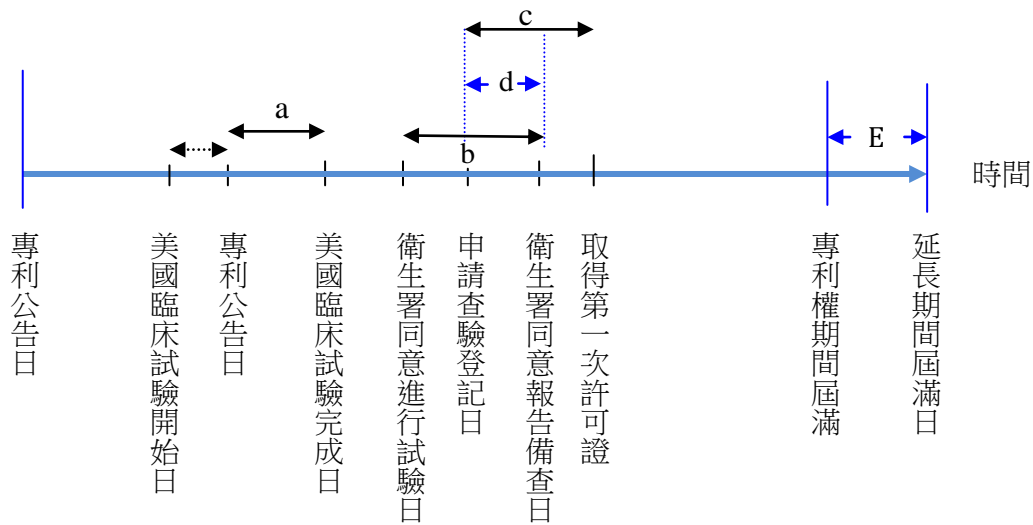 c
d
a
b
E
時間
專利公告日
美國臨床試驗開始日
專利公告日
美國臨床試驗完成日
衛生署同意進行試驗日
申請查驗登記日
衛生署同意報告備查日
取得第一次許可證
專利權期間屆滿
延長期間屆滿日